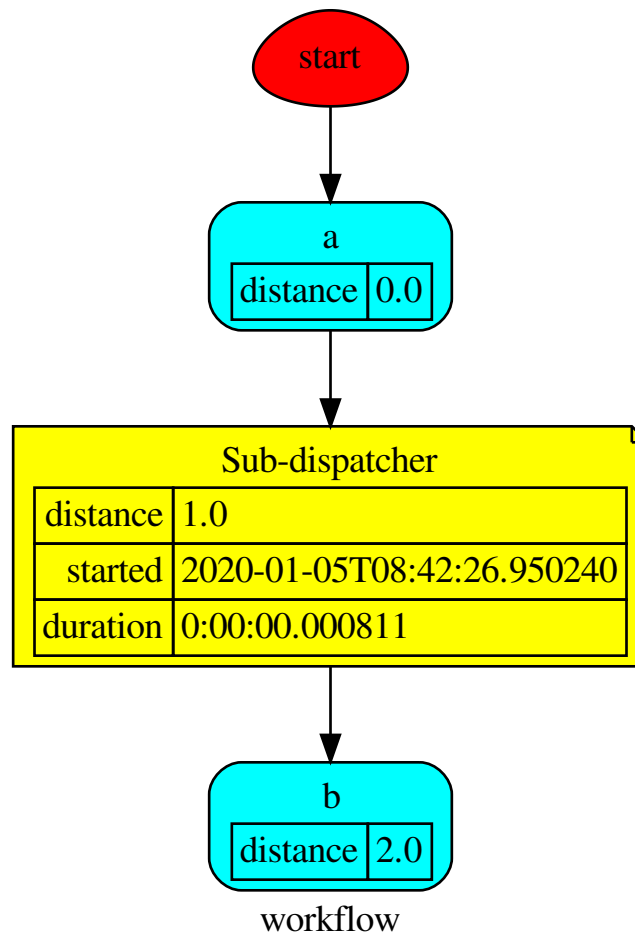 start
a
distance 0.0
Sub-dispatcher
distance 1.0
started 2020-01-05T08:42:26.950240
duration 0:00:00.000811
b
distance 2.0
workflow